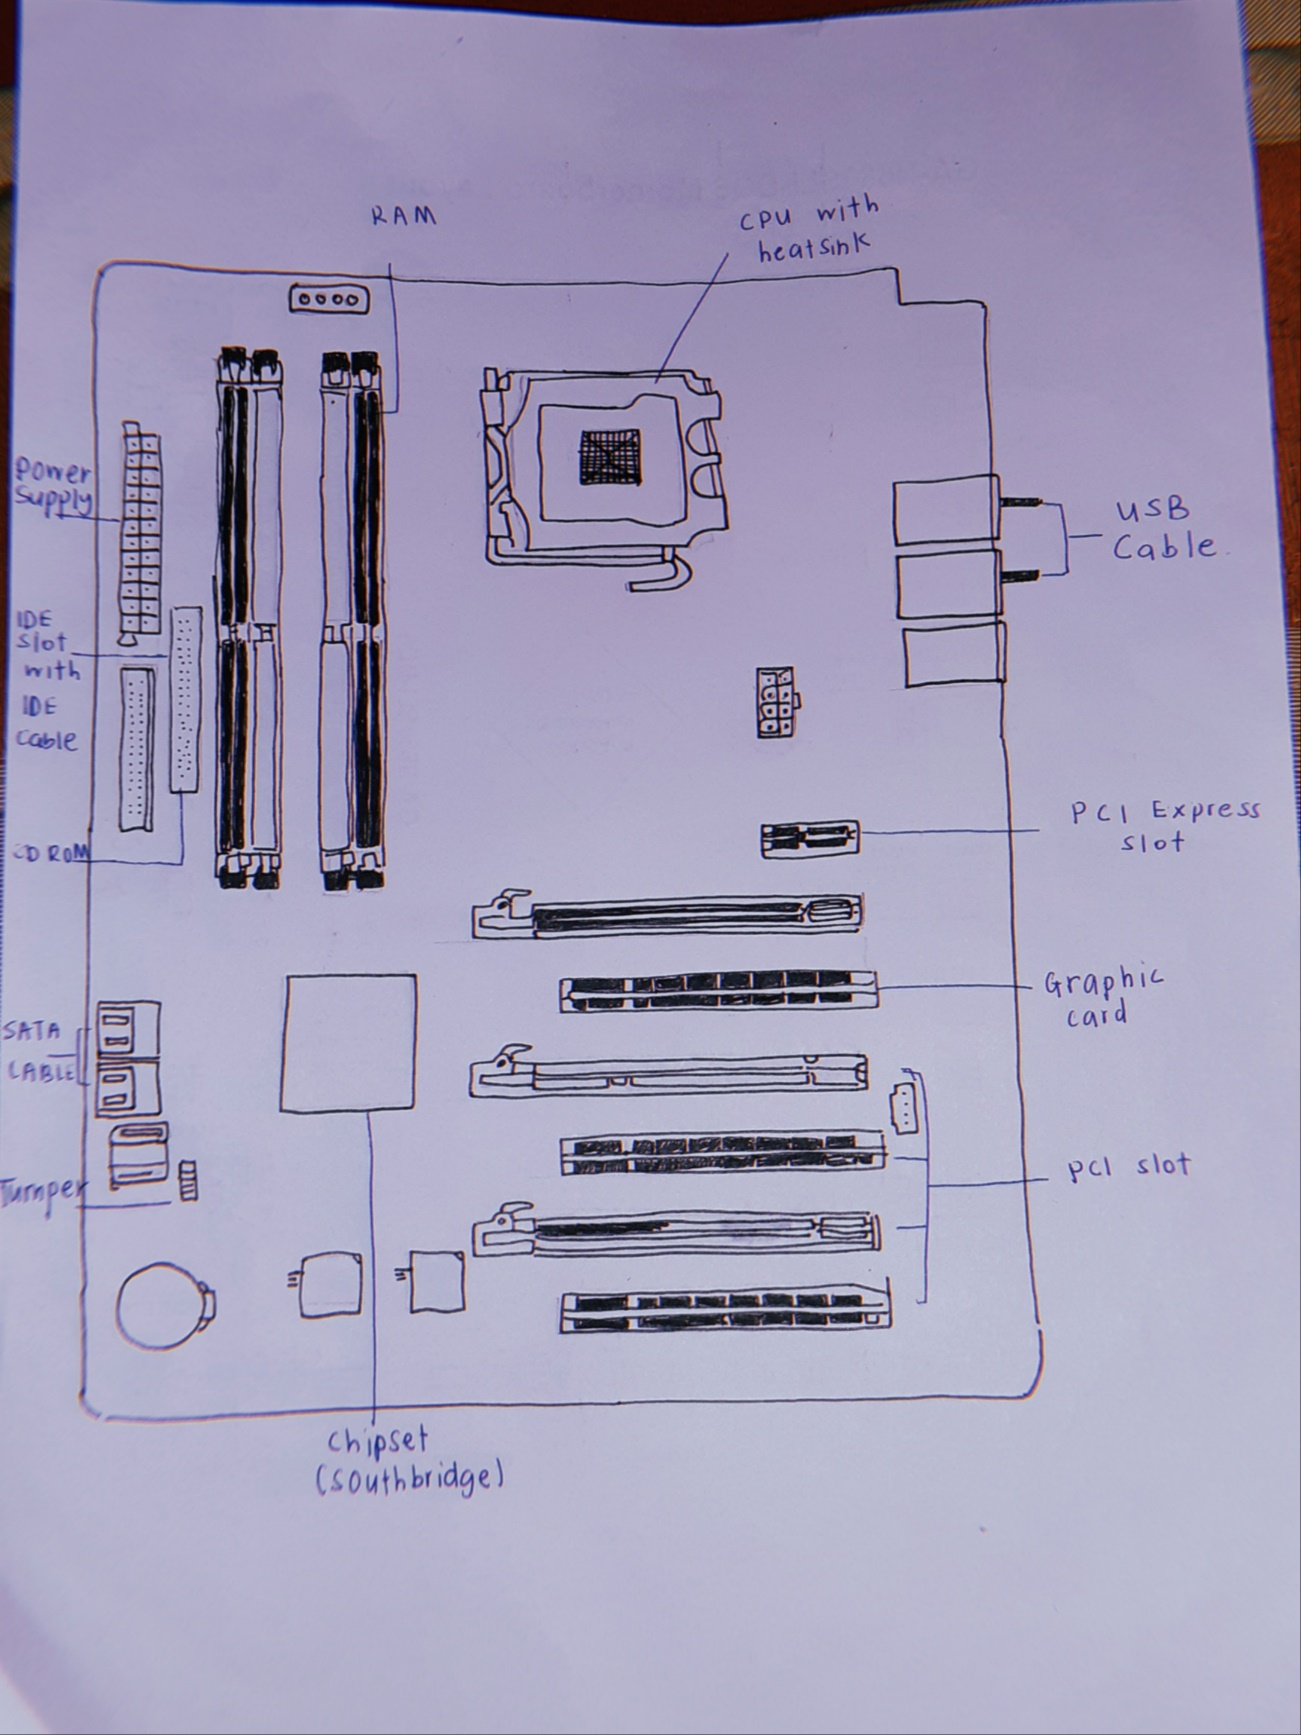 RAM
CPU with
heatsink
Power
Supply
USB
Cable
IDE
slot
with
IDE
Cable
PCI Express
slot
CD ROM
Graphic
card
SATA
CABLE
PCI slot
Jumper
Chipset
(southbridge)